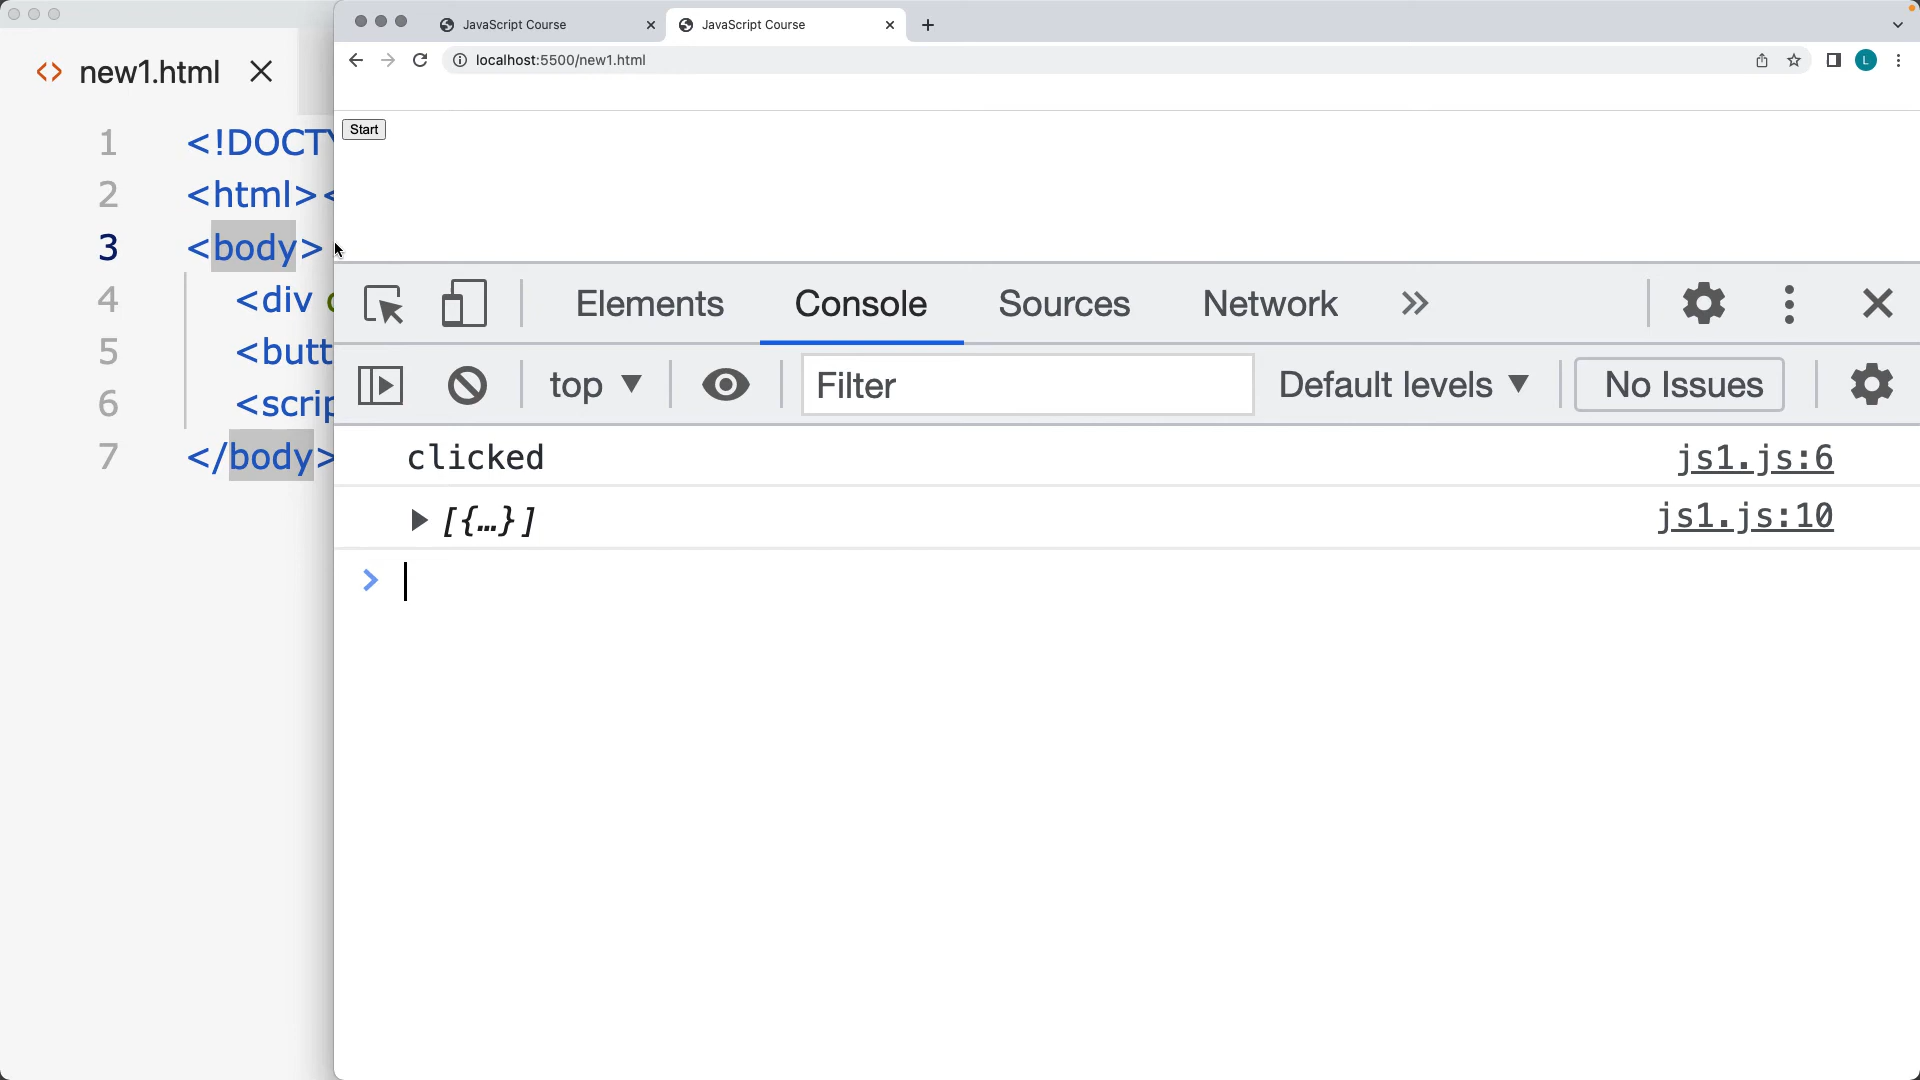 JavaScript Course
JavaScript Course
localhost:5500/new1.html
L
new1.html
Start
1 <!DOCTY
2 <html><
3 <body>
4 <div
5 <butt
6 <scrip
7 </body>
Elements Console Sources Network
top Filter Default levels No Issues
clicked js1.js:6
[{…}] js1.js:10